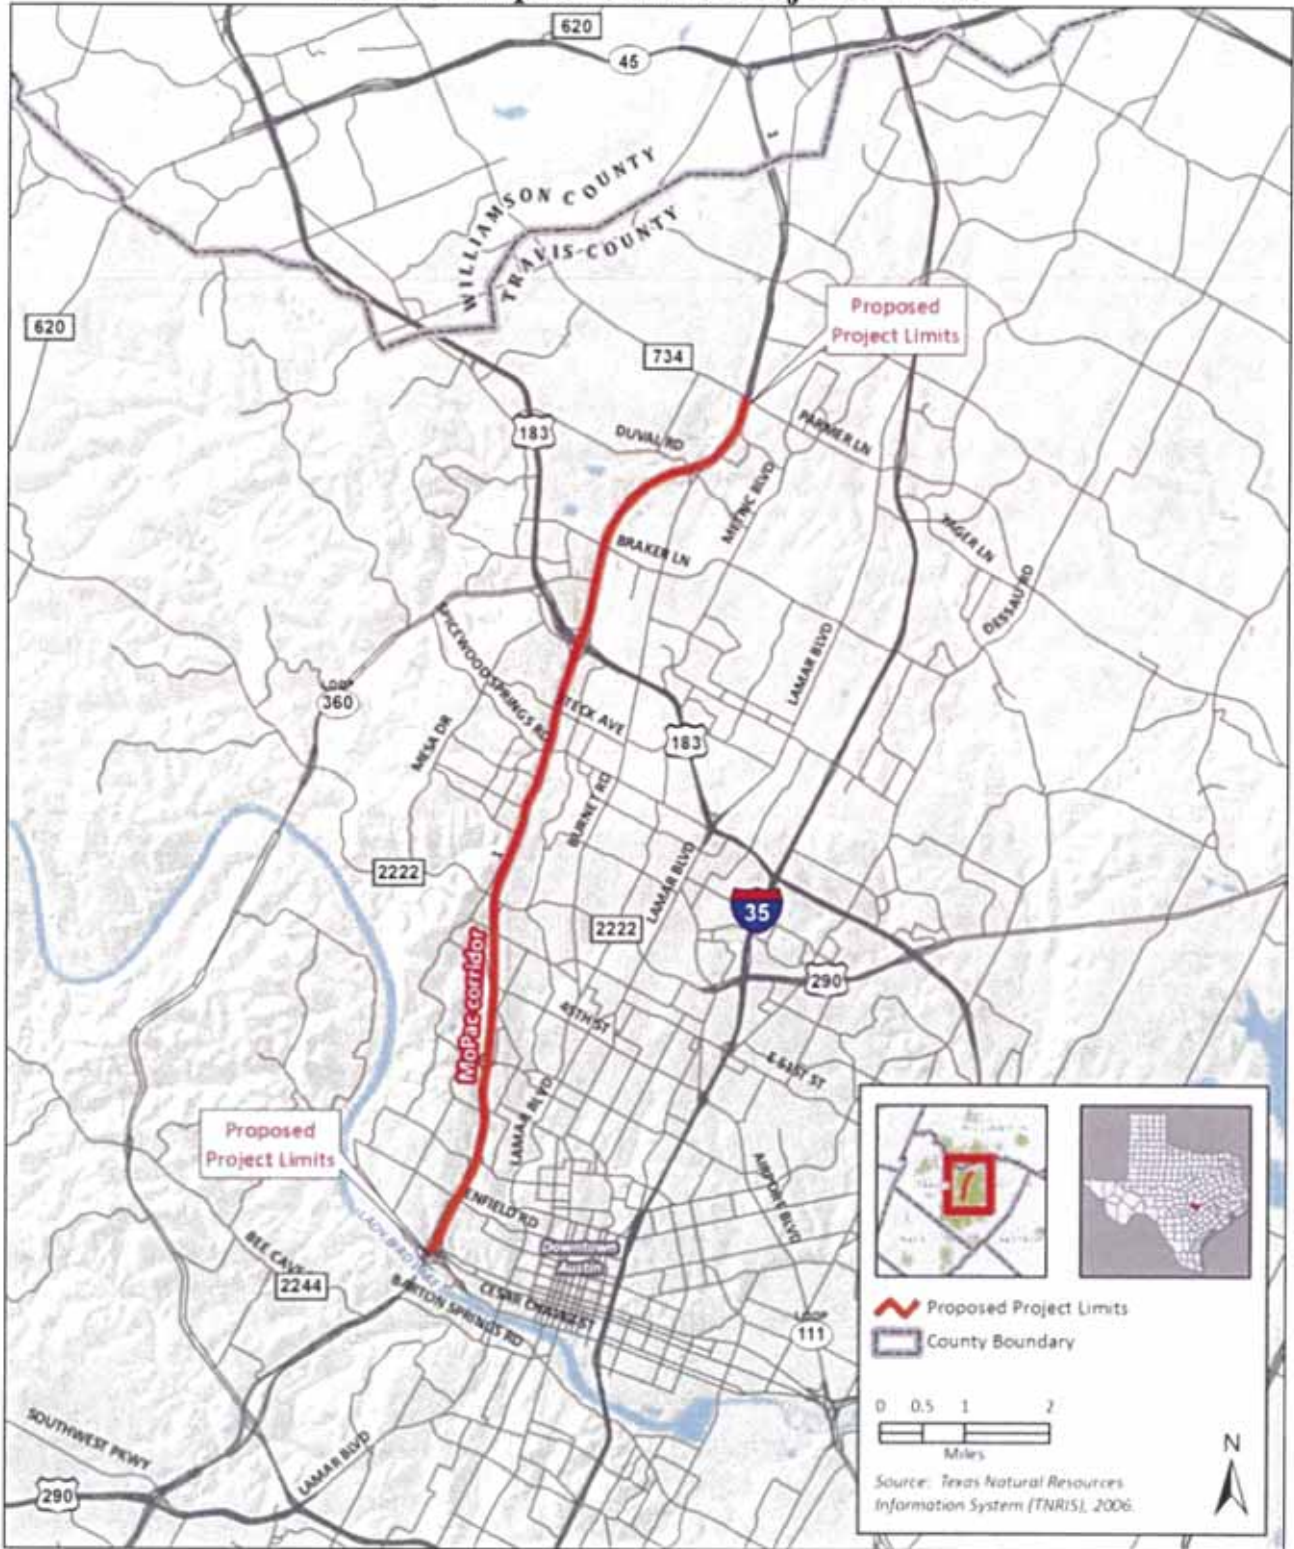 620
45
1
WILLIAMSON COUNTY
TRAVIS COUNTY
Proposed
Project Limits
620
734
183
DUVAL RD
PARMER LN
METRIC BLVD
BRAKER LN
YAGER LN
DESSAU RD
SPICEWOOD SPRINGS RD
LAMAR BLVD
LOOP
360
STECK AVE
MESA DR
183
BURNET RD
1
2222
LAMAR BLVD
35
2222
290
MoPac corridor
45TH ST
E 51ST ST
LAMAR BLVD
Proposed
Project Limits
AIRPORT BLVD
ENFIELD RD
Downtown
Austin
BEE CAVE
2244
CESAR CHAVEZ ST
BARTON SPRINGS RD
LOOP
111
SOUTHWEST PKWY
LAMAR BLVD
290
Proposed Project Limits
County Boundary
0 0.5 1 2
Miles
N
Source: Texas Natural Resources
Information System (TNRIS), 2006.